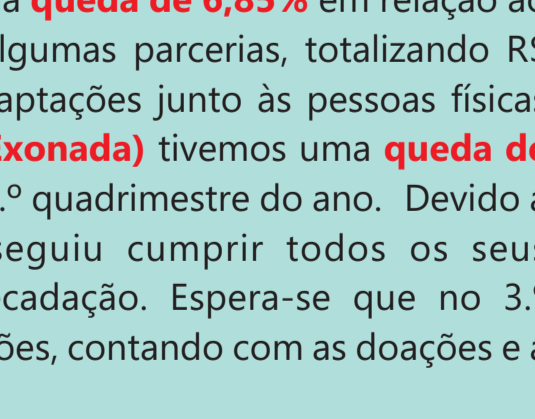 a queda de 6,85% em relação ao
lgumas parcerias, totalizando R$
aptações junto às pessoas físicas
Exonada) tivemos uma queda de
.º quadrimestre do ano. Devido a
seguiu cumprir todos os seus
cadação. Espera-se que no 3.º
ões, contando com as doações e a